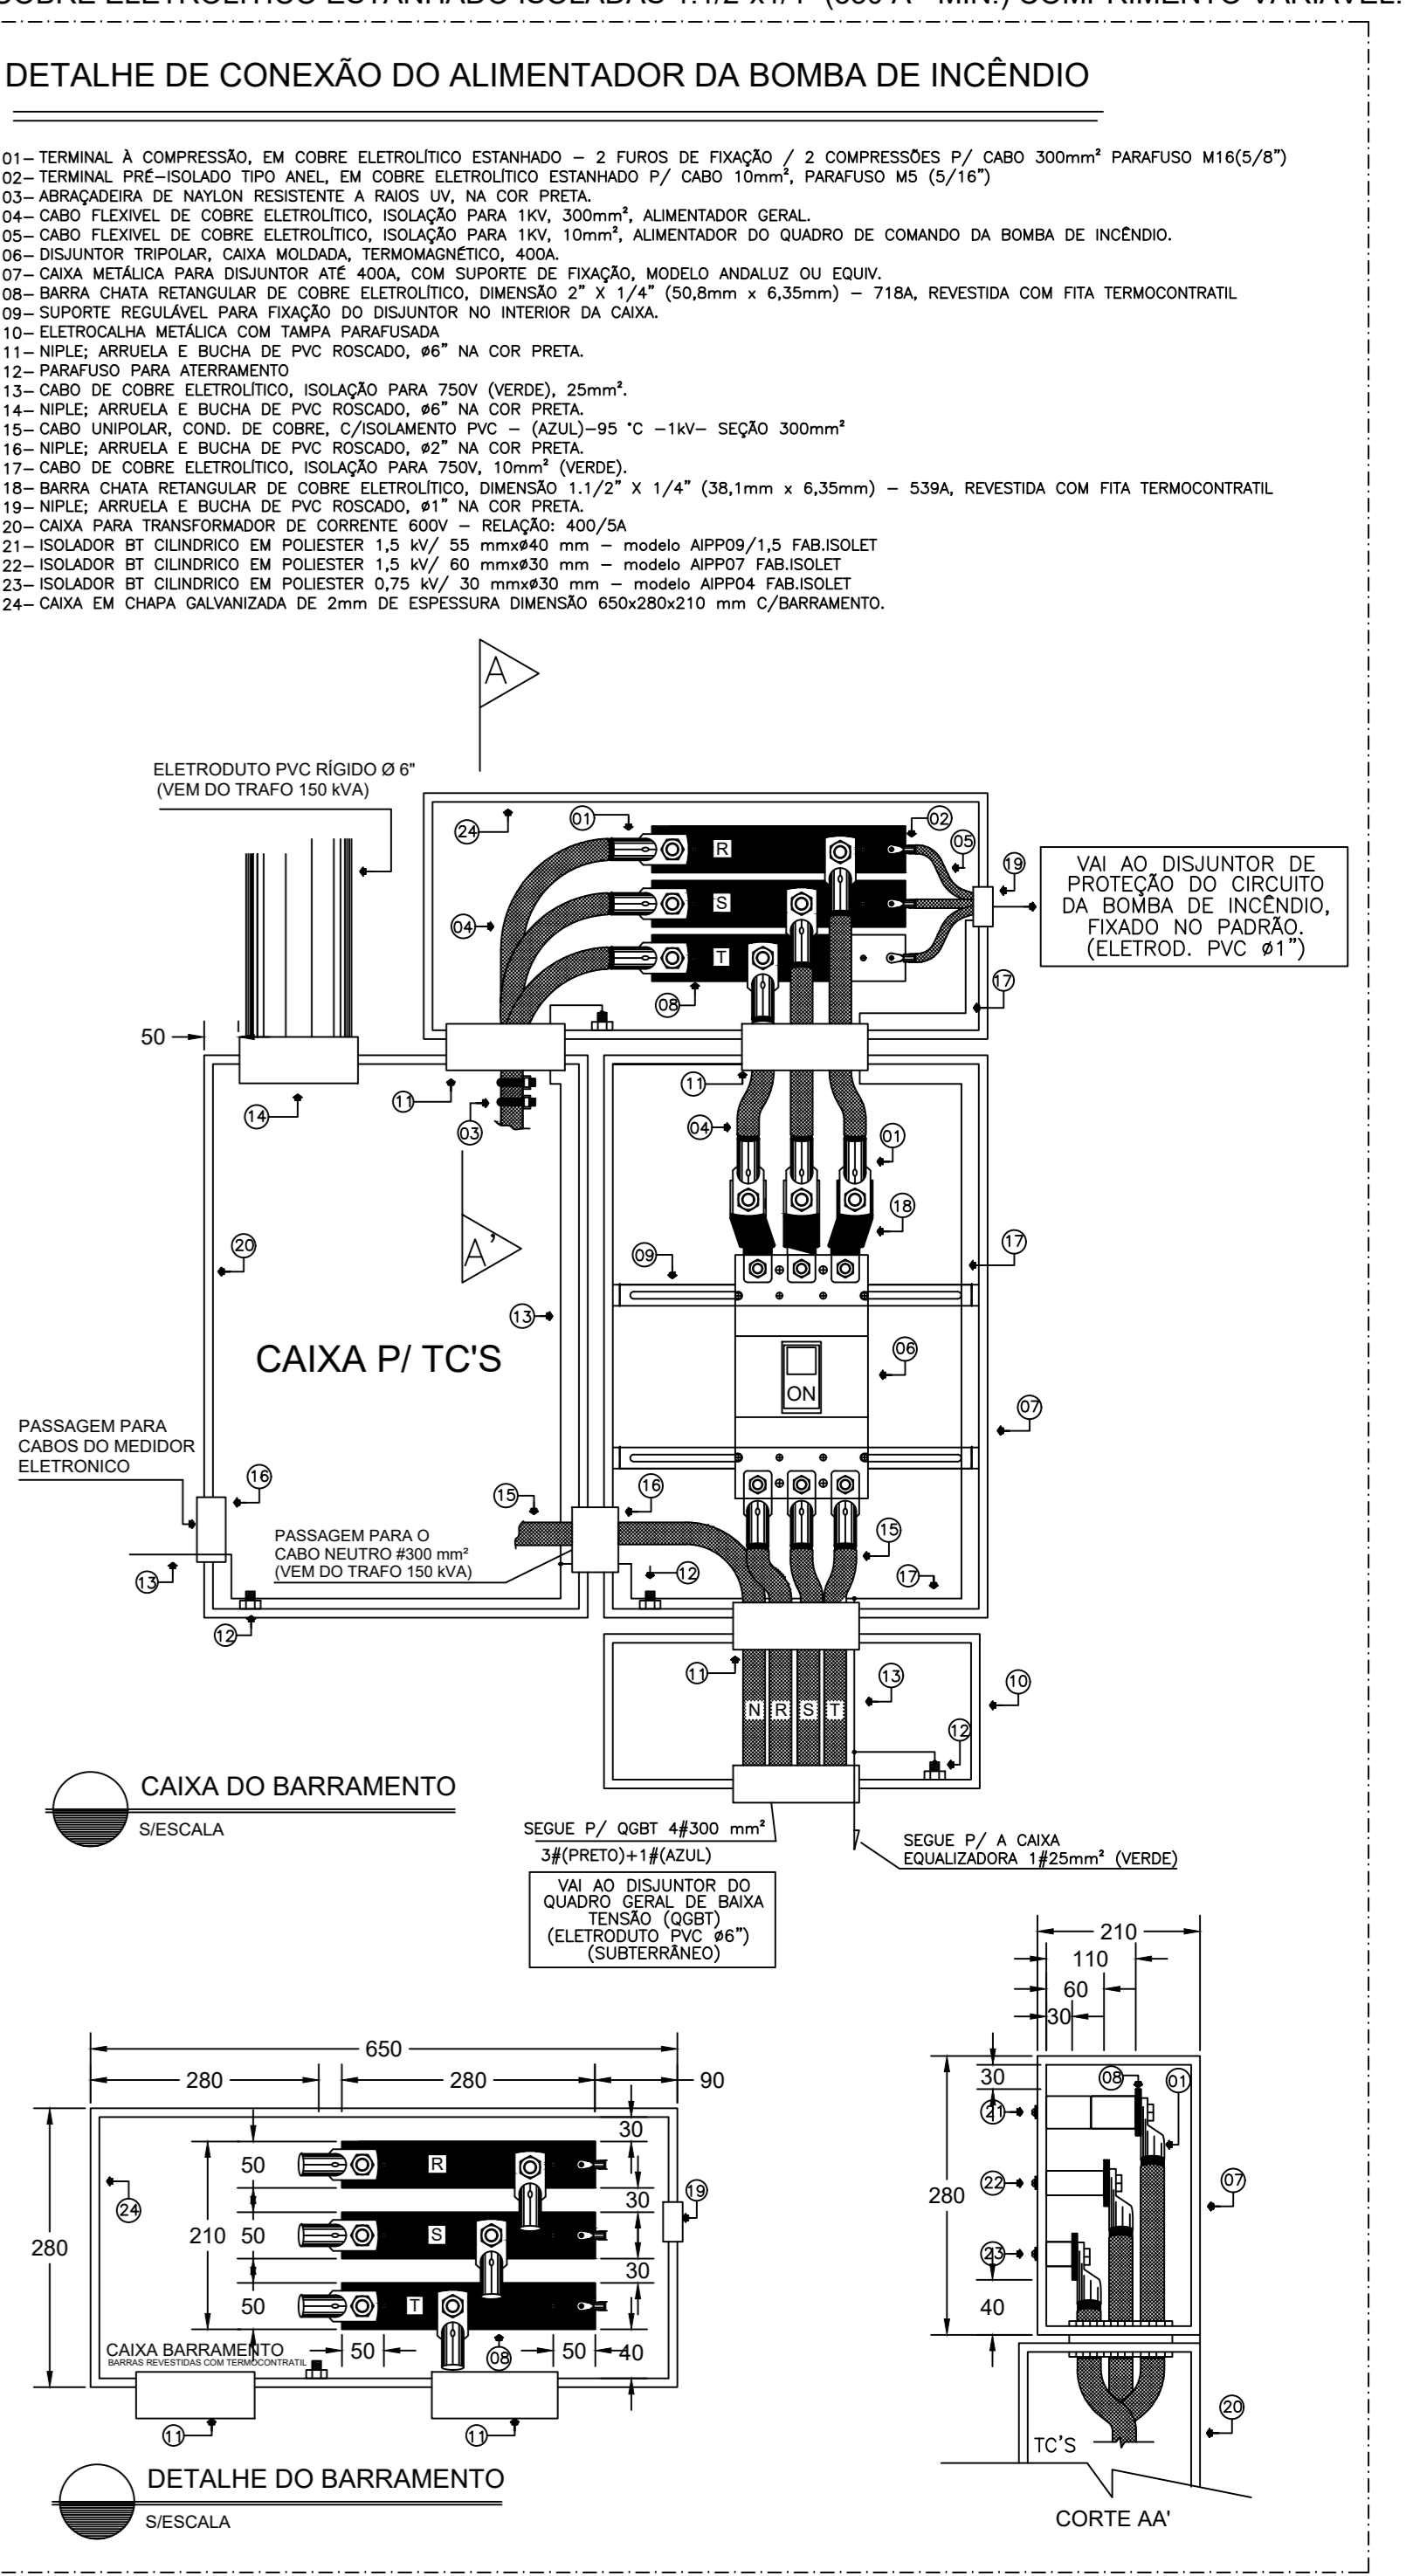 DETALHE DE CONEXÃO DO ALIMENTADOR DA BOMBA DE INCÊNDIO
01- TERMINAL À COMPRESSÃO, EM COBRE ELETROLÍTICO ESTANHADO – 2 FUROS DE FIXAÇÃO / 2 COMPRESSÕES P/ CABO 300mm² PARAFUSO M16(5/8")
02- TERMINAL PRÉ-ISOLADO TIPO ANEL, EM COBRE ELETROLÍTICO ESTANHADO P/ CABO 10mm², PARAFUSO M5 (5/16")
03- ABRAÇADEIRA DE NAYLON RESISTENTE A RAIOS UV, NA COR PRETA.
04- CABO FLEXIVEL DE COBRE ELETROLÍTICO, ISOLAÇÃO PARA 1KV, 300mm², ALIMENTADOR GERAL.
05- CABO FLEXIVEL DE COBRE ELETROLÍTICO, ISOLAÇÃO PARA 1KV, 10mm², ALIMENTADOR DO QUADRO DE COMANDO DA BOMBA DE INCÊNDIO.
06- DISJUNTOR TRIPOLAR, CAIXA MOLDADA, TERMOMAGNÉTICO, 400A.
07- CAIXA METÁLICA PARA DISJUNTOR ATÉ 400A, COM SUPORTE DE FIXAÇÃO, MODELO ANDALUZ OU EQUIV.
08- BARRA CHATA RETANGULAR DE COBRE ELETROLÍTICO, DIMENSÃO 2" X 1/4" (50,8mm x 6,35mm) – 718A, REVESTIDA COM FITA TERMOCONTRATIL
09- SUPORTE REGULÁVEL PARA FIXAÇÃO DO DISJUNTOR NO INTERIOR DA CAIXA.
10- ELETROCALHA METÁLICA COM TAMPA PARAFUSADA
11- NIPLE; ARRUELA E BUCHA DE PVC ROSCADO, ø6" NA COR PRETA.
12- PARAFUSO PARA ATERRAMENTO
13- CABO DE COBRE ELETROLÍTICO, ISOLAÇÃO PARA 750V (VERDE), 25mm².
14- NIPLE; ARRUELA E BUCHA DE PVC ROSCADO, ø6" NA COR PRETA.
15- CABO UNIPOLAR, COND. DE COBRE, C/ISOLAMENTO PVC – (AZUL)-95 °C -1kV- SEÇÃO 300mm²
16- NIPLE; ARRUELA E BUCHA DE PVC ROSCADO, ø2" NA COR PRETA.
17- CABO DE COBRE ELETROLÍTICO, ISOLAÇÃO PARA 750V, 10mm² (VERDE).
18- BARRA CHATA RETANGULAR DE COBRE ELETROLÍTICO, DIMENSÃO 1.1/2" X 1/4" (38,1mm x 6,35mm) – 539A, REVESTIDA COM FITA TERMOCONTRATIL
19- NIPLE; ARRUELA E BUCHA DE PVC ROSCADO, ø1" NA COR PRETA.
20- CAIXA PARA TRANSFORMADOR DE CORRENTE 600V – RELAÇÃO: 400/5A
21- ISOLADOR BT CILINDRICO EM POLIESTER 1,5 kV/ 55 mmxø40 mm – modelo AIPP09/1,5 FAB.ISOLET
22- ISOLADOR BT CILINDRICO EM POLIESTER 1,5 kV/ 60 mmxø30 mm – modelo AIPP07 FAB.ISOLET
23- ISOLADOR BT CILINDRICO EM POLIESTER 0,75 kV/ 30 mmxø30 mm – modelo AIPP04 FAB.ISOLET
24- CAIXA EM CHAPA GALVANIZADA DE 2mm DE ESPESSURA DIMENSÃO 650x280x210 mm C/BARRAMENTO.
A
ELETRODUTO PVC RÍGIDO Ø 6"
(VEM DO TRAFO 150 kVA)
24
01
02
05
19
R
S
T
04
08
17
VAI AO DISJUNTOR DE
PROTEÇÃO DO CIRCUITO
DA BOMBA DE INCÊNDIO,
FIXADO NO PADRÃO.
(ELETROD. PVC ø1")
50
14
11
03
11
04
01
18
A'
20
13
09
17
CAIXA P/ TC'S
ON
06
07
PASSAGEM PARA
CABOS DO MEDIDOR
ELETRONICO
16
15
16
PASSAGEM PARA O
CABO NEUTRO #300 mm²
(VEM DO TRAFO 150 kVA)
15
13
12
17
12
11
N R S T
13
10
12
CAIXA DO BARRAMENTO
S/ESCALA
SEGUE P/ QGBT 4#300 mm²
3#(PRETO)+1#(AZUL)
SEGUE P/ A CAIXA
EQUALIZADORA 1#25mm² (VERDE)
VAI AO DISJUNTOR DO
QUADRO GERAL DE BAIXA
TENSÃO (QGBT)
(ELETRODUTO PVC ø6")
(SUBTERRÂNEO)
650
280 280 90
30
50
R
24
30
19
280
210
50
S
30
50
T
50
08
50
40
CAIXA BARRAMENTO
BARRAS REVESTIDAS COM TERMOCONTRATIL
11
11
DETALHE DO BARRAMENTO
S/ESCALA
210
110
60
30
30
08
01
21
280
22
07
23
40
20
TC'S
CORTE AA'